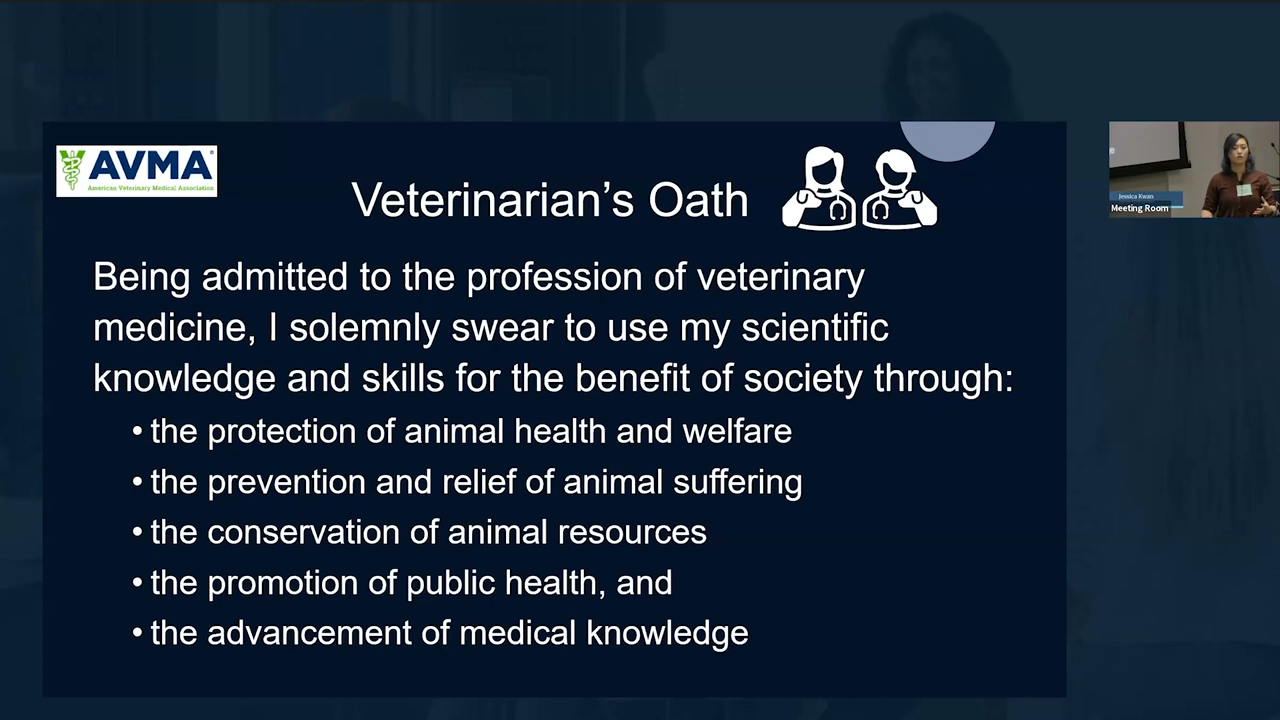 AVMA
American Veterinary Medical Association
Veterinarian's Oath
Being admitted to the profession of veterinary
medicine, I solemnly swear to use my scientific
knowledge and skills for the benefit of society through:
• the protection of animal health and welfare
• the prevention and relief of animal suffering
• the conservation of animal resources
• the promotion of public health, and
• the advancement of medical knowledge
Jessica Kwan
Meeting Room